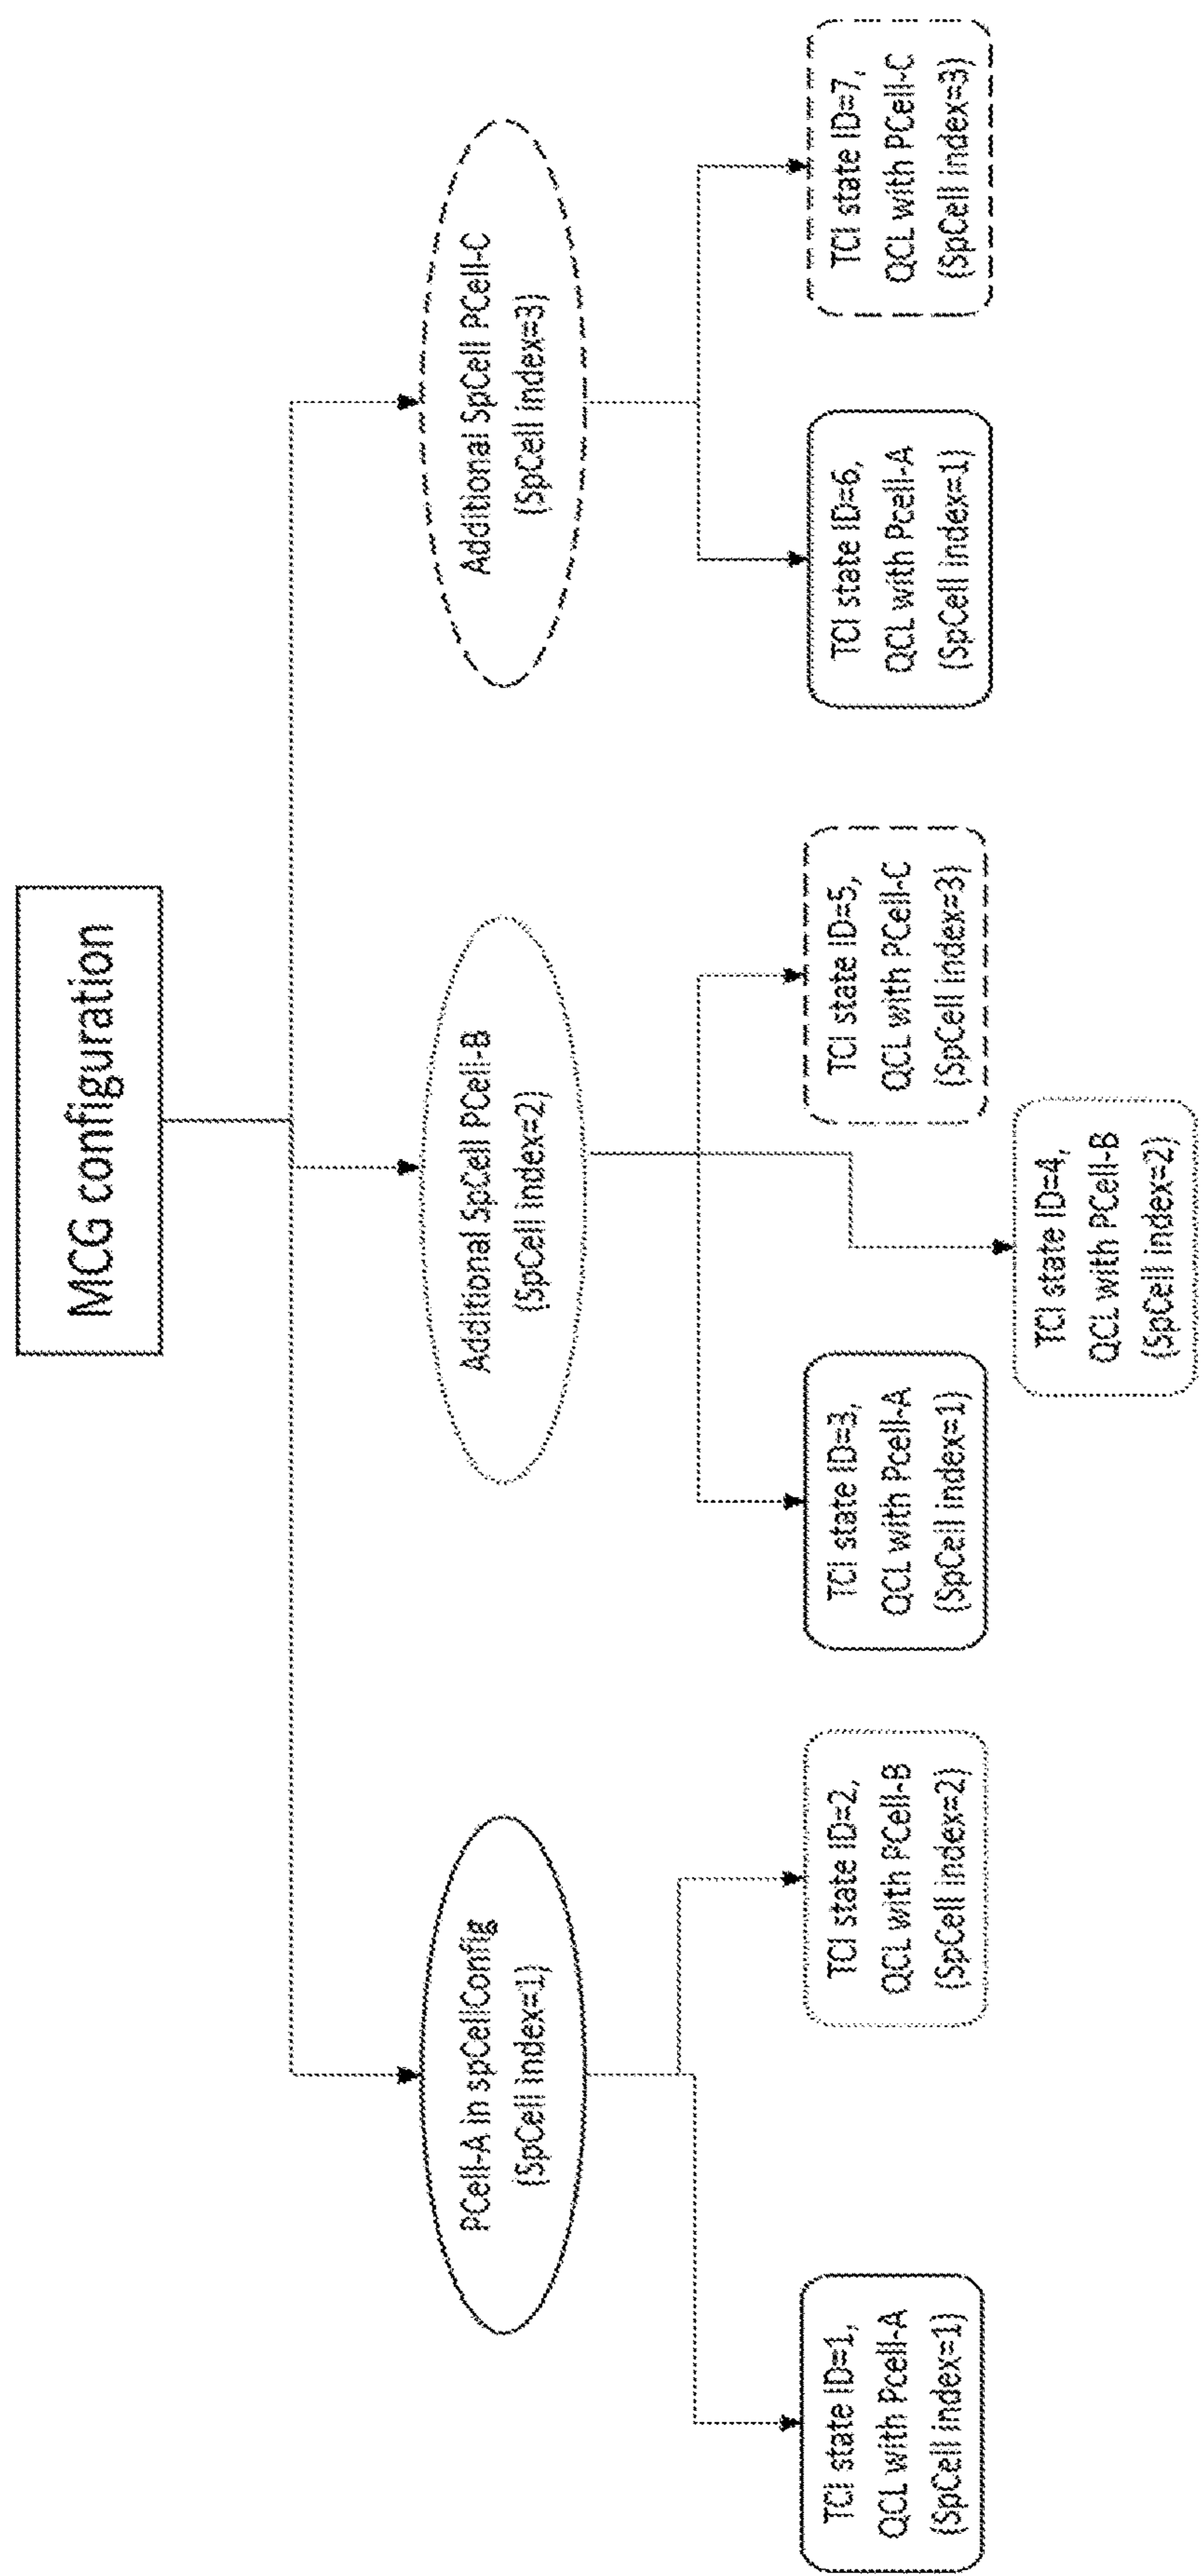 MCG configuration
PCell-A in spCellConfig
(SpCell index=1)
Additional SpCell PCell-B
(SpCell index=2)
Additional SpCell PCell-C
(SpCell index=3)
TCI state ID=1,
QCL with Pcell-A
(SpCell index=1)
TCI state ID=2,
QCL with PCell-B
(SpCell index=2)
TCI state ID=3,
QCL with Pcell-A
(SpCell index=1)
TCI state ID=4,
QCL with PCell-B
(SpCell index=2)
TCI state ID=5,
QCL with PCell-C
(SpCell index=3)
TCI state ID=6,
QCL with Pcell-A
(SpCell index=1)
TCI state ID=7,
QCL with PCell-C
(SpCell index=3)